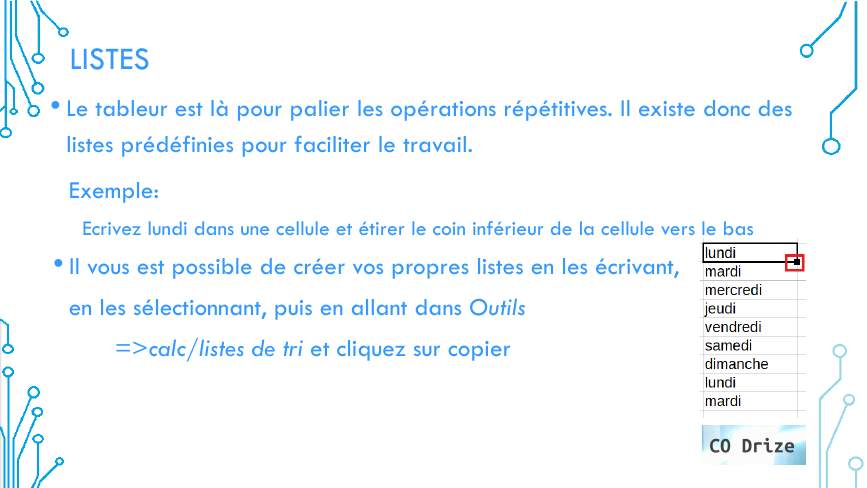 LISTES
• Le tableur est là pour palier les opérations répétitives. Il existe donc des
listes prédéfinies pour faciliter le travail.
Exemple:
Ecrivez lundi dans une cellule et étirer le coin inférieur de la cellule vers le bas
• Il vous est possible de créer vos propres listes en les écrivant,
en les sélectionnant, puis en allant dans Outils
=>calc/listes de tri et cliquez sur copier
lundi
mardi
mercredi
jeudi
vendredi
samedi
dimanche
lundi
mardi
CO Drize